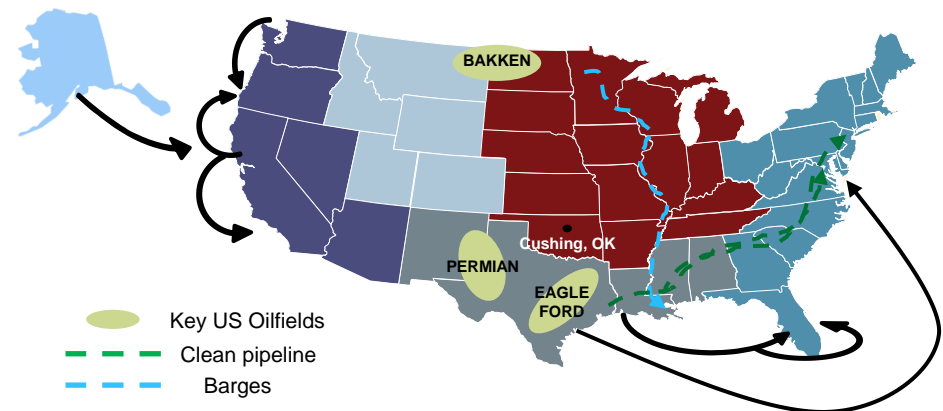 BAKKEN
Cushing, OK
PERMIAN
EAGLE
FORD
Key US Oilfields
Clean pipeline
Barges